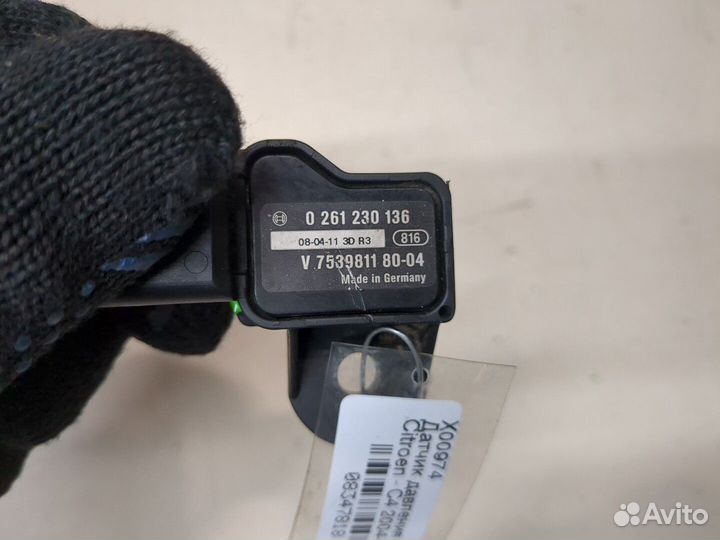 0 261 230 136
08-04-11 3D R3
816
V 7539811 80-04
Made in Germany
X00974
Датчик давления
Citroen - C4 2004
Avito